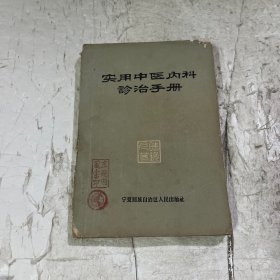 实用中医内科
診治手册
宁夏回族自治区人民出版社